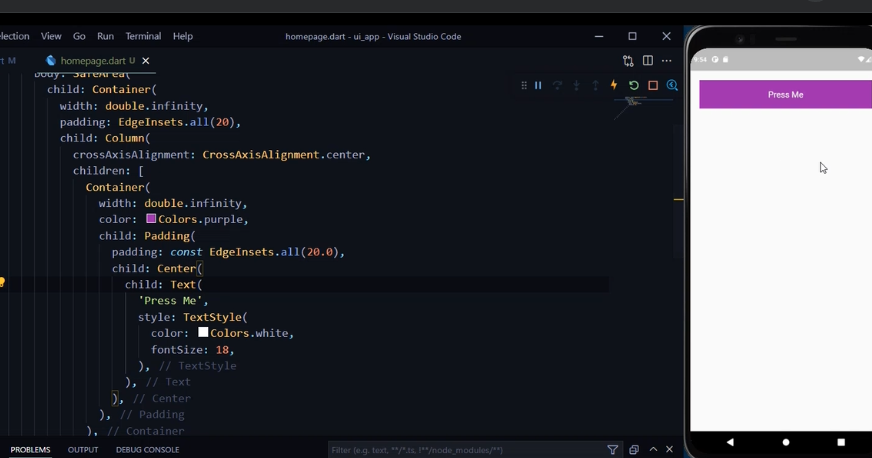 lection View Go Run Terminal Help homepage.dart - ui_app - Visual Studio Code
rt M homepage.dart U
body: SafeArea(
child: Container(
width: double.infinity,
padding: EdgeInsets.all(20),
child: Column(
crossAxisAlignment: CrossAxisAlignment.center,
children: [
Container(
width: double.infinity,
color: Colors.purple,
child: Padding(
padding: const EdgeInsets.all(20.0),
child: Center(
child: Text(
'Press Me',
style: TextStyle(
color: Colors.white,
fontSize: 18,
), // TextStyle
), // Text
), // Center
), // Padding
), // Container
PROBLEMS OUTPUT DEBUG CONSOLE Filter (e.g. text, **/*.ts, !**/node_modules/**)
9:34
Press Me